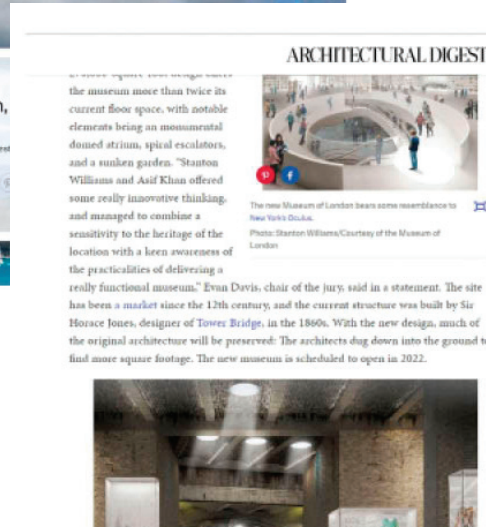 ARCHITECTURAL DIGEST
the museum more than twice its
current floor space, with notable
elements being an monumental
domed atrium, spiral escalators,
and a sunken garden. "Stanton
Williams and Asif Khan offered
some really innovative thinking,
and managed to combine a
sensitivity to the heritage of the
location with a keen awareness of
the practicalities of delivering a
The new Museum of London bears some resemblance to
New York's Oculus.
Photo: Stanton Williams/Courtesy of the Museum of
London
really functional museum," Evan Davis, chair of the jury, said in a statement. The site
has been a market since the 12th century, and the current structure was built by Sir
Horace Jones, designer of Tower Bridge, in the 1860s. With the new design, much of
the original architecture will be preserved: The architects dug down into the ground to
find more square footage. The new museum is scheduled to open in 2022.